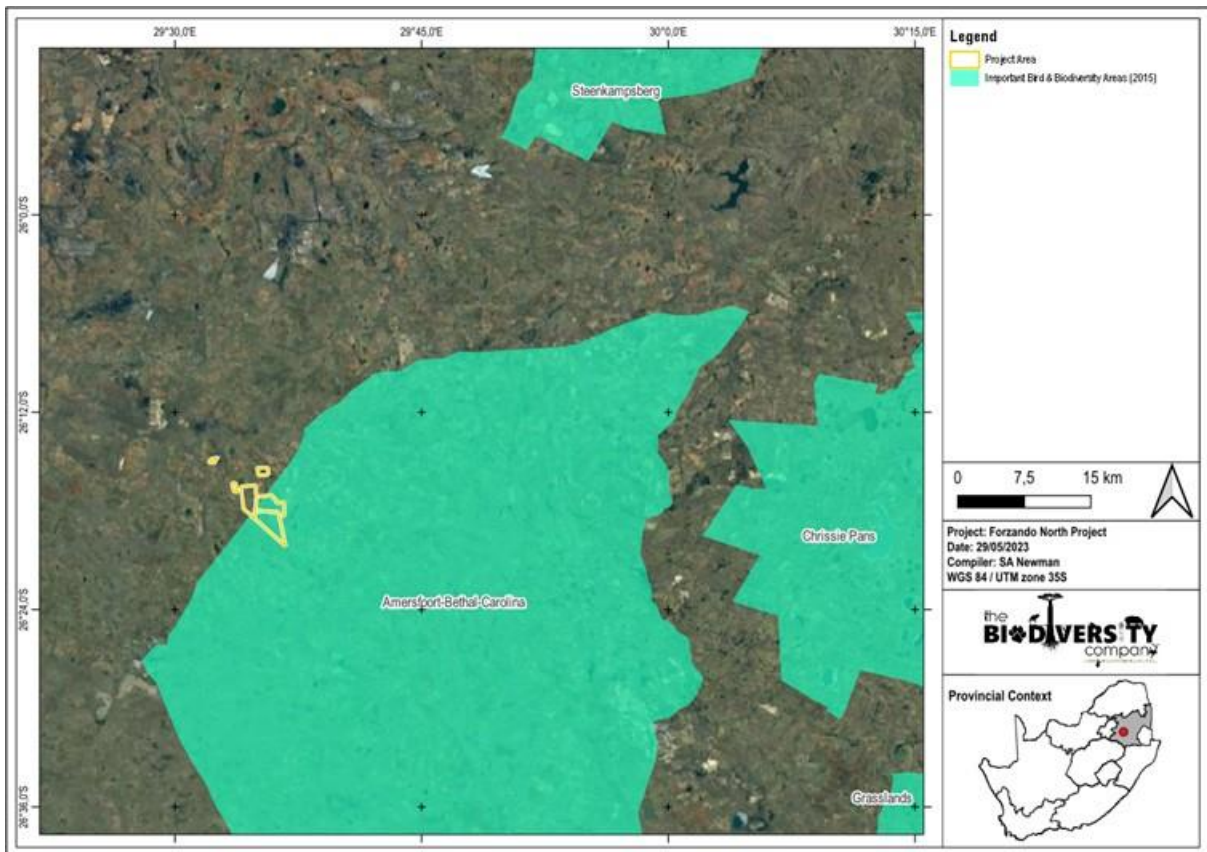 29°30,0'E
29°45,0'E
30°0,0'E
30°15,0'E
26°0,0'S
26°12,0'S
26°24,0'S
26°36,0'S
Steenkampsberg
Chrissie Pans
Amersfoort-Bethal-Carolina
Grasslands
Legend
Project Area
Important Bird & Biodiversity Areas (2015)
0 7,5 15 km
Project: Forzando North Project
Date: 29/05/2023
Compiler: SA Newman
WGS 84 / UTM zone 35S
the
BIODIVERSITY
company
Provincial Context